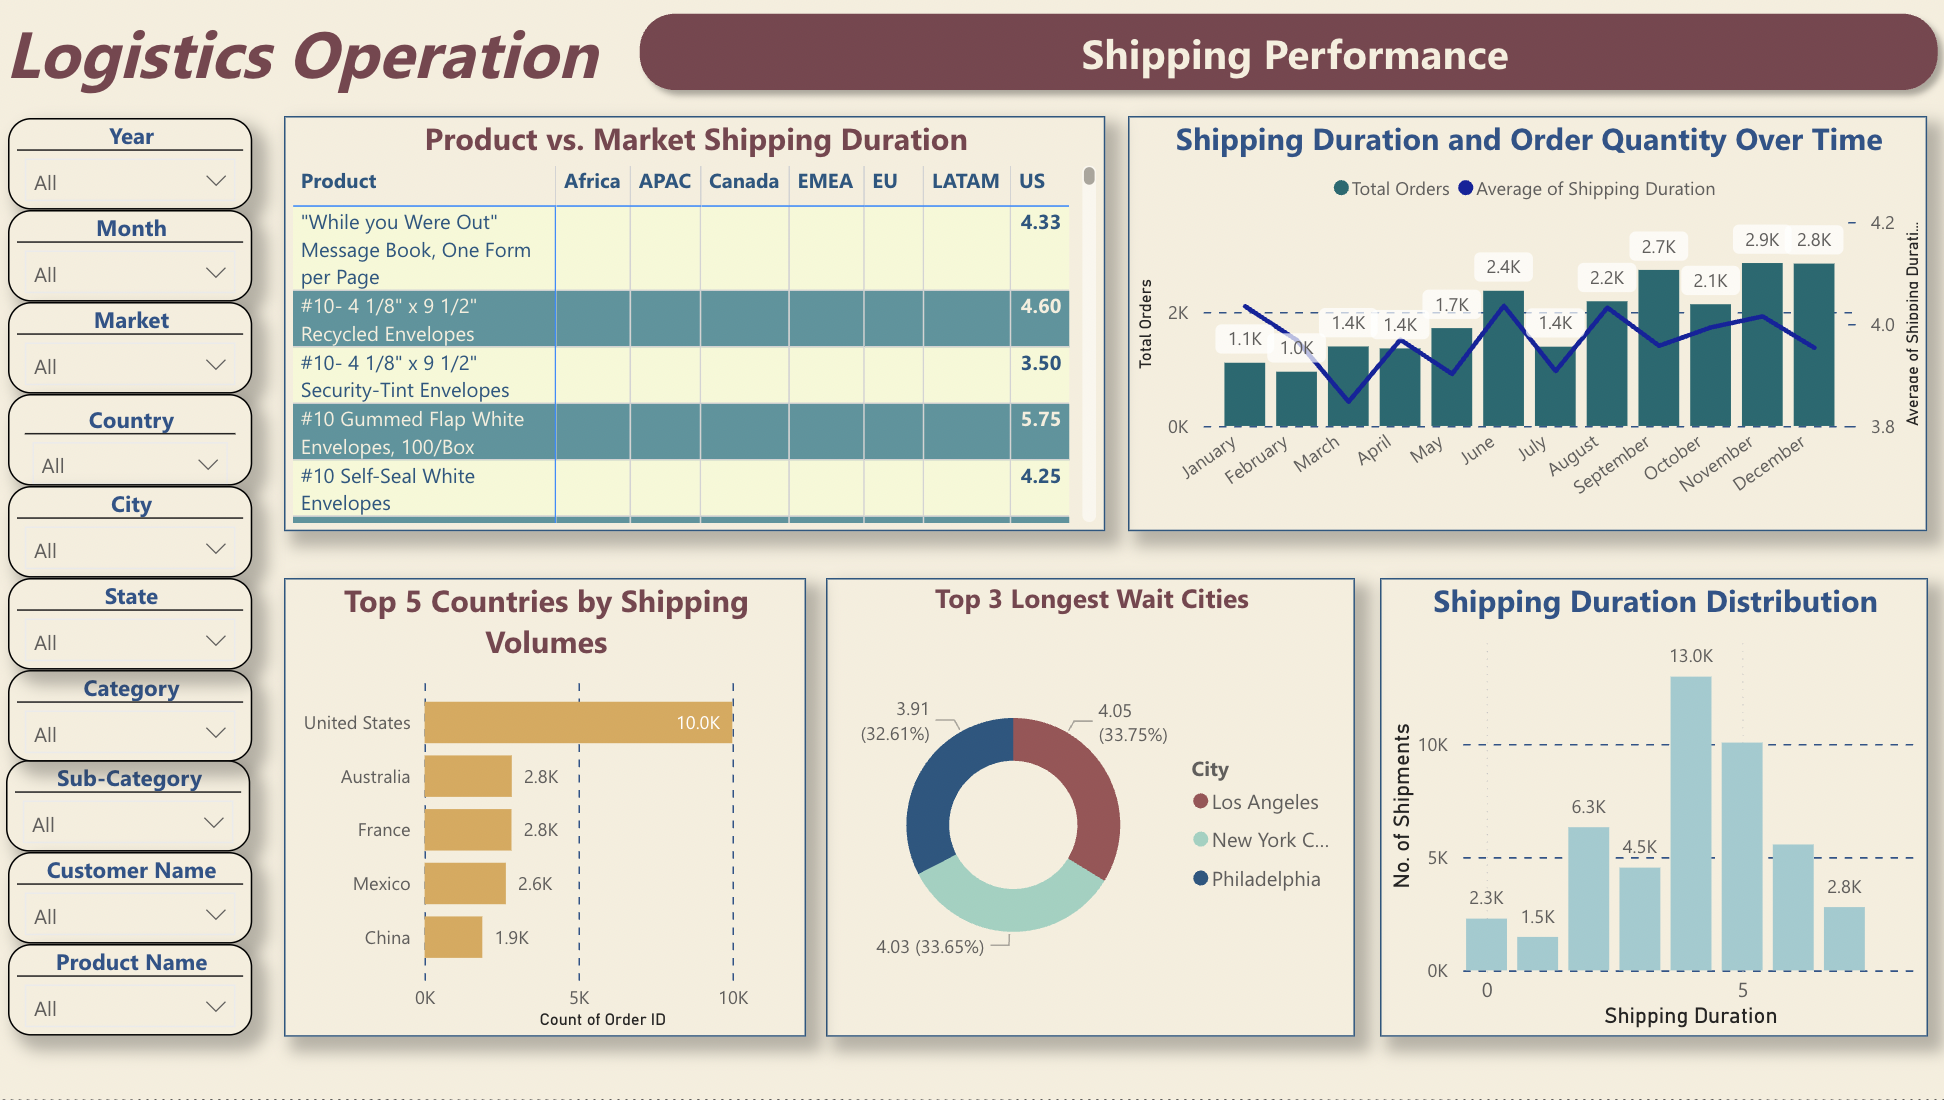 Logistics Operation
Shipping Performance
Year
All
Month
All
Market
All
Country
All
City
All
State
All
Category
All
Sub-Category
All
Customer Name
All
Product Name
All
Product vs. Market Shipping Duration
Product Africa APAC Canada EMEA EU LATAM US
"While you Were Out" 4.33
Message Book, One Form
per Page
#10- 4 1/8" x 9 1/2" 4.60
Recycled Envelopes
#10- 4 1/8" x 9 1/2" 3.50
Security-Tint Envelopes
#10 Gummed Flap White 5.75
Envelopes, 100/Box
#10 Self-Seal White 4.25
Envelopes
Shipping Duration and Order Quantity Over Time
Total Orders Average of Shipping Duration
Total Orders
2K
0K
1.1K
1.0K
1.4K
1.4K
1.7K
2.4K
1.4K
2.2K
2.7K
2.1K
2.9K
2.8K
4.2
4.0
3.8
Average of Shipping Durati...
January
February
March
April
May
June
July
August
September
October
November
December
Top 5 Countries by Shipping
Volumes
United States 10.0K
Australia 2.8K
France 2.8K
Mexico 2.6K
China 1.9K
0K 5K 10K
Count of Order ID
Top 3 Longest Wait Cities
3.91
(32.61%)
4.05
(33.75%)
4.03 (33.65%)
City
Los Angeles
New York C...
Philadelphia
Shipping Duration Distribution
No. of Shipments
10K
5K
0K
2.3K
1.5K
6.3K
4.5K
13.0K
2.8K
0 5
Shipping Duration